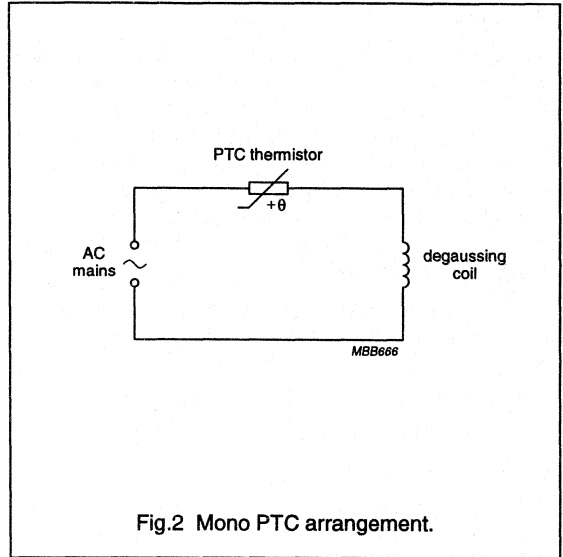 PTC thermistor
+θ
AC
mains
degaussing
coil
MBB666
Fig.2 Mono PTC arrangement.